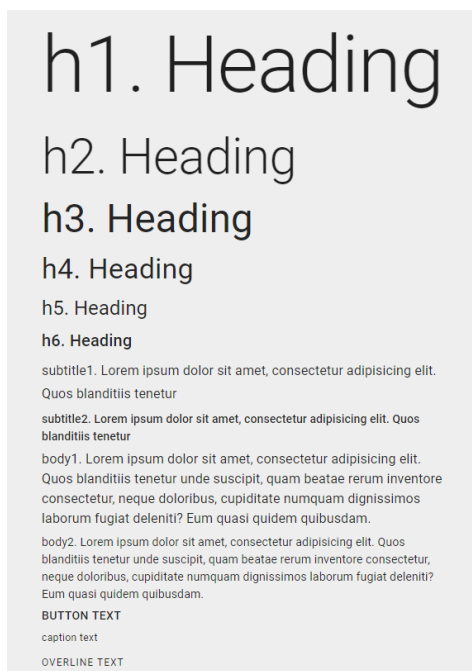 h1. Heading
h2. Heading
h3. Heading
h4. Heading
h5. Heading
h6. Heading
subtitle1. Lorem ipsum dolor sit amet, consectetur adipisicing elit.
Quos blanditiis tenetur
subtitle2. Lorem ipsum dolor sit amet, consectetur adipisicing elit. Quos
blanditiis tenetur
body1. Lorem ipsum dolor sit amet, consectetur adipisicing elit.
Quos blanditiis tenetur unde suscipit, quam beatae rerum inventore
consectetur, neque doloribus, cupiditate numquam dignissimos
laborum fugiat deleniti? Eum quasi quidem quibusdam.
body2. Lorem ipsum dolor sit amet, consectetur adipisicing elit. Quos
blanditiis tenetur unde suscipit, quam beatae rerum inventore consectetur,
neque doloribus, cupiditate numquam dignissimos laborum fugiat deleniti?
Eum quasi quidem quibusdam.
BUTTON TEXT
caption text
OVERLINE TEXT